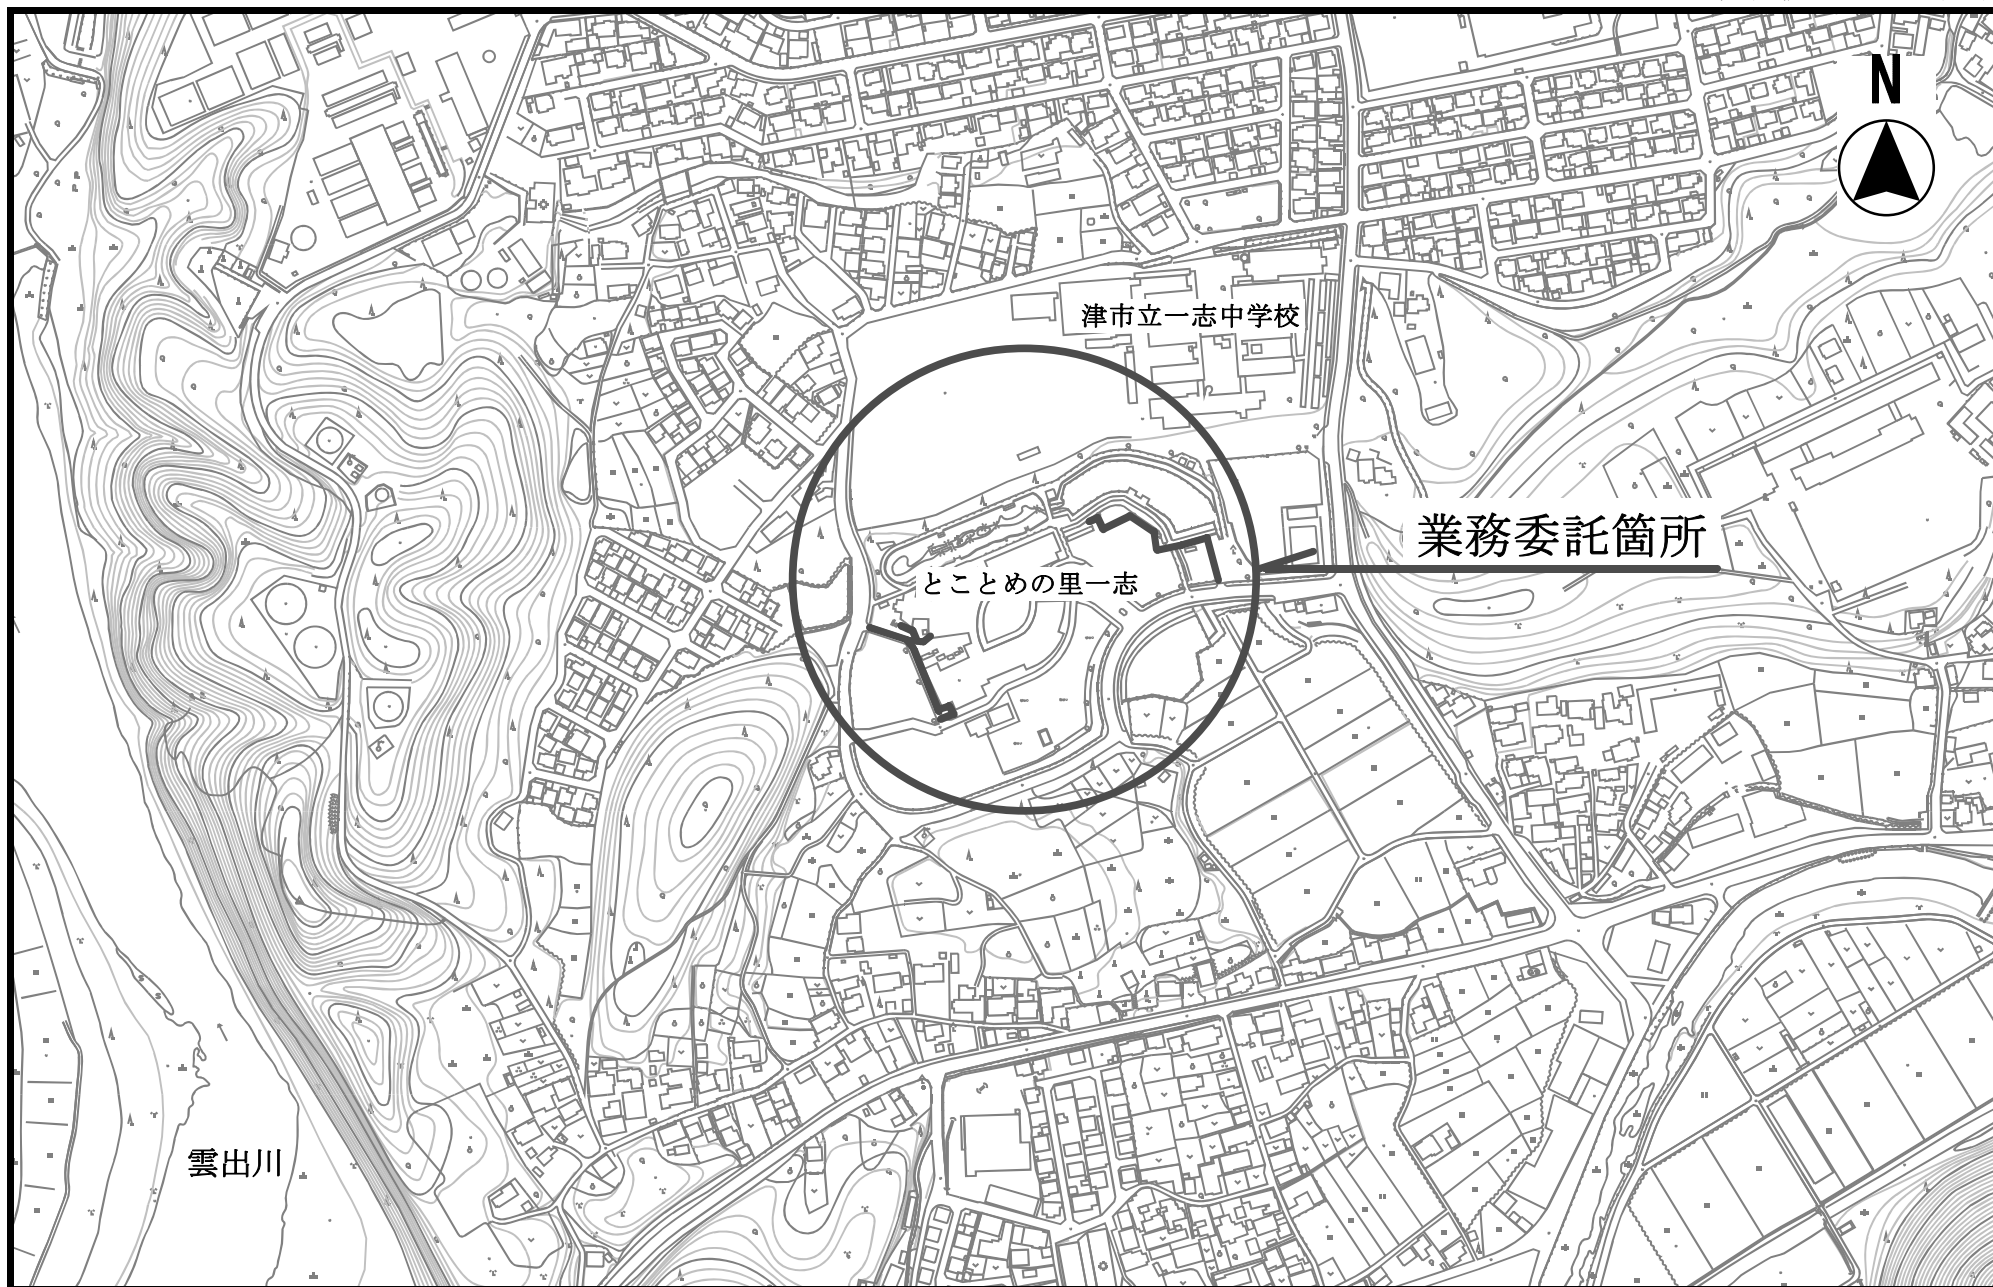 N
津市立一志中学校
業務委託箇所
とことめの里一志
雲出川